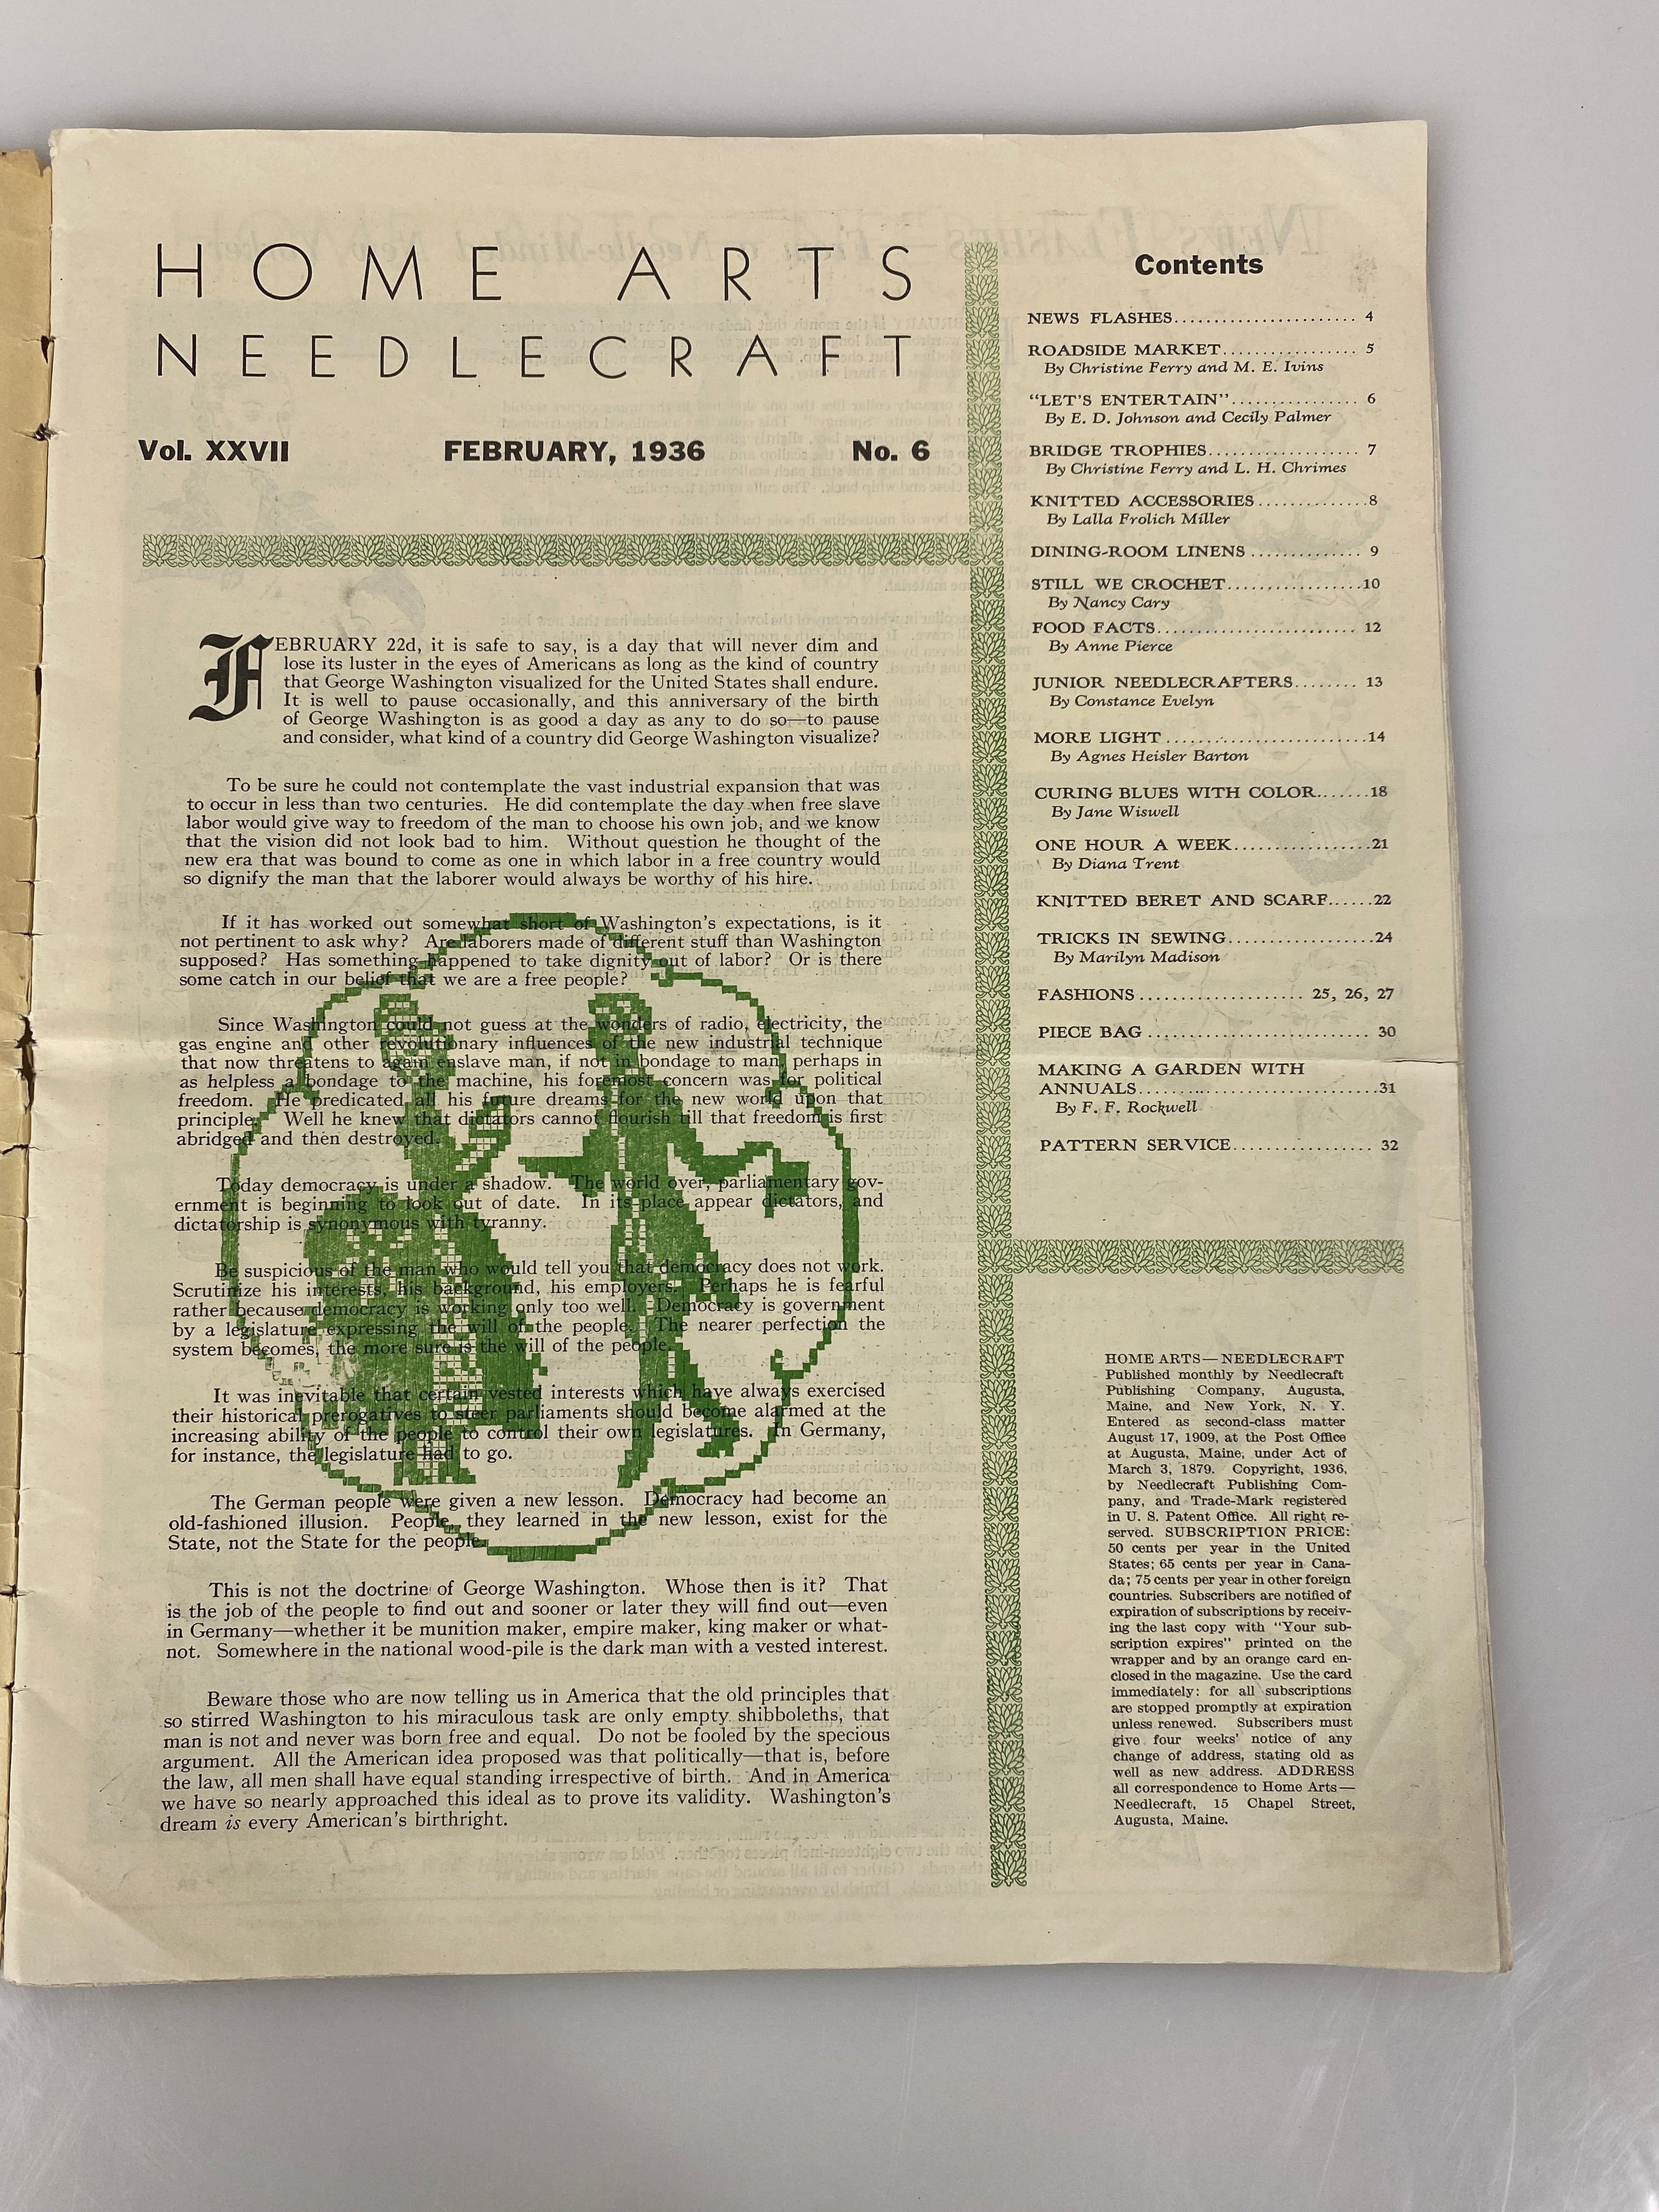 HOME ARTS
NEEDLECRAFT
Vol. XXVII FEBRUARY, 1936 No. 6
FEBRUARY 22d, it is safe to say, is a day that will never dim and
lose its luster in the eyes of Americans as long as the kind of country
that George Washington visualized for the United States shall endure.
It is well to pause occasionally, and this anniversary of the birth
of George Washington is as good a day as any to do so—to pause
and consider, what kind of a country did George Washington visualize?
To be sure he could not contemplate the vast industrial expansion that was
to occur in less than two centuries. He did contemplate the day when free slave
labor would give way to freedom of the man to choose his own job, and we know
that the vision did not look bad to him. Without question he thought of the
new era that was bound to come as one in which labor in a free country would
so dignify the man that the laborer would always be worthy of his hire.
If it has worked out somewhat short of Washington's expectations, is it
not pertinent to ask why? Are laborers made of different stuff than Washington
supposed? Has something happened to take dignity out of labor? Or is there
some catch in our belief that we are a free people?
Since Washington could not guess at the wonders of radio, electricity, the
gas engine and other revolutionary influences of the new industrial technique
that now threatens to again enslave man, if not in bondage to man, perhaps in
as helpless a bondage to the machine, his foremost concern was for political
freedom. He predicated all his future dreams for the new world upon that
principle. Well he knew that dictators cannot flourish till that freedom is first
abridged and then destroyed.
Today democracy is under a shadow. The world over, parliamentary gov-
ernment is beginning to look out of date. In its place appear dictators, and
dictatorship is synonymous with tyranny.
Be suspicious of the man who would tell you that democracy does not work.
Scrutinize his interests, his background, his employers. Perhaps he is fearful
rather because democracy is working only too well. Democracy is government
by a legislature expressing the will of the people. The nearer perfection the
system becomes, the more sure is the will of the people.
It was inevitable that certain vested interests which have always exercised
their historical prerogatives to steer parliaments should become alarmed at the
increasing ability of the people to control their own legislatures. In Germany,
for instance, the legislature had to go.
The German people were given a new lesson. Democracy had become an
old-fashioned illusion. People, they learned in the new lesson, exist for the
State, not the State for the people.
This is not the doctrine of George Washington. Whose then is it? That
is the job of the people to find out and sooner or later they will find out—even
in Germany—whether it be munition maker, empire maker, king maker or what-
not. Somewhere in the national wood-pile is the dark man with a vested interest.
Beware those who are now telling us in America that the old principles that
so stirred Washington to his miraculous task are only empty shibboleths, that
man is not and never was born free and equal. Do not be fooled by the specious
argument. All the American idea proposed was that politically—that is, before
the law, all men shall have equal standing irrespective of birth. And in America
we have so nearly approached this ideal as to prove its validity. Washington's
dream is every American's birthright.
Contents
NEWS FLASHES...................... 4
ROADSIDE MARKET................. 5
By Christine Ferry and M. E. Ivins
"LET'S ENTERTAIN"................ 6
By E. D. Johnson and Cecily Palmer
BRIDGE TROPHIES.................. 7
By Christine Ferry and L. H. Chrimes
KNITTED ACCESSORIES..............8
By Lalla Frolich Miller
DINING-ROOM LINENS.............. 9
STILL WE CROCHET................10
By Nancy Cary
FOOD FACTS........................ 12
By Anne Pierce
JUNIOR NEEDLECRAFTERS........ 13
By Constance Evelyn
MORE LIGHT........................14
By Agnes Heisler Barton
CURING BLUES WITH COLOR.......18
By Jane Wiswell
ONE HOUR A WEEK.................21
By Diana Trent
KNITTED BERET AND SCARF......22
TRICKS IN SEWING..................24
By Marilyn Madison
FASHIONS.................... 25, 26, 27
PIECE BAG........................... 30
MAKING A GARDEN WITH
ANNUALS.............................31
By F. F. Rockwell
PATTERN SERVICE................. 32
HOME ARTS—NEEDLECRAFT
Published monthly by Needlecraft
Publishing Company, Augusta,
Maine, and New York, N. Y.
Entered as second-class matter
August 17, 1909, at the Post Office
at Augusta, Maine, under Act of
March 3, 1879. Copyright, 1936,
by Needlecraft Publishing Com-
pany, and Trade-Mark registered
in U. S. Patent Office. All right re-
served. SUBSCRIPTION PRICE:
50 cents per year in the United
States; 65 cents per year in Cana-
da; 75 cents per year in other foreign
countries. Subscribers are notified of
expiration of subscriptions by receiv-
ing the last copy with "Your sub-
scription expires" printed on the
wrapper and by an orange card en-
closed in the magazine. Use the card
immediately: for all subscriptions
are stopped promptly at expiration
unless renewed. Subscribers must
give four weeks' notice of any
change of address, stating old as
well as new address. ADDRESS
all correspondence to Home Arts—
Needlecraft, 15 Chapel Street,
Augusta, Maine.